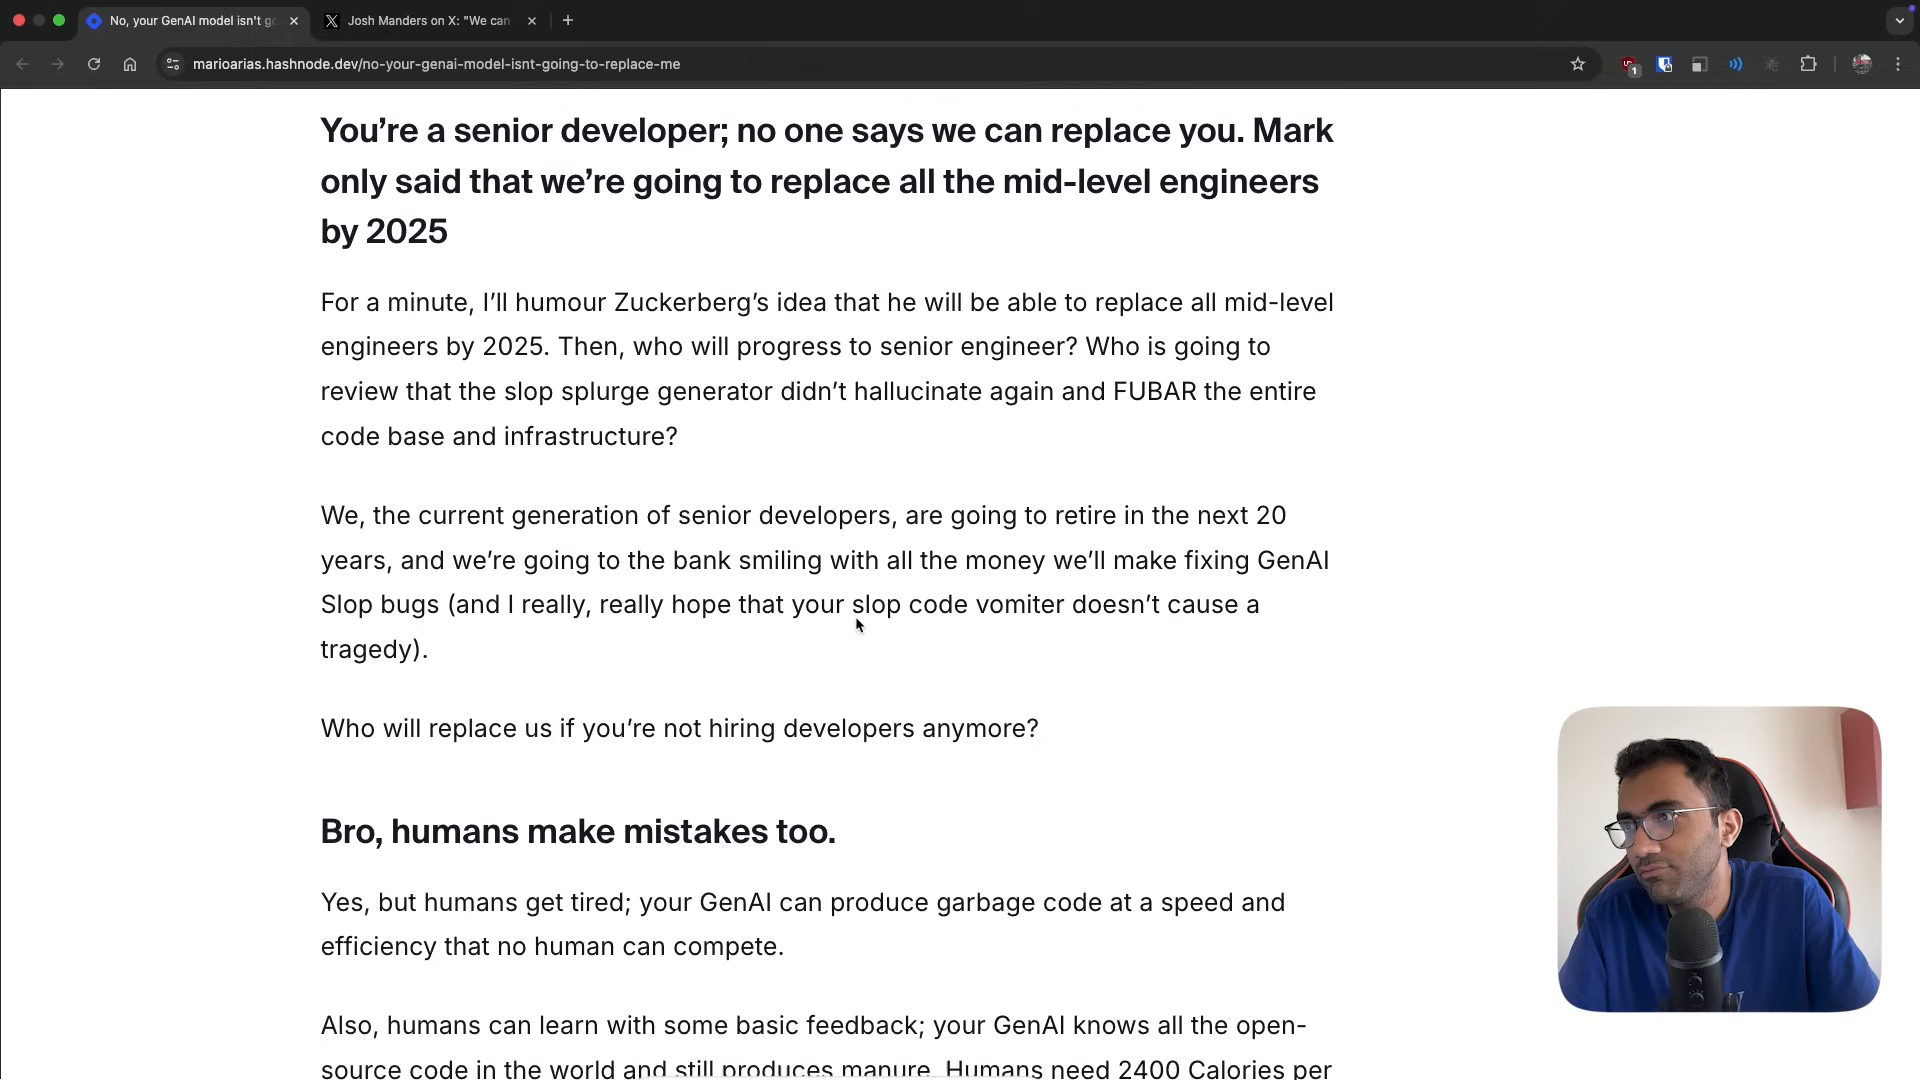 No, your GenAI model isn't go
Josh Manders on X: "We can
marioarias.hashnode.dev/no-your-genai-model-isnt-going-to-replace-me
1
You’re a senior developer; no one says we can replace you. Mark
only said that we’re going to replace all the mid-level engineers
by 2025
For a minute, I’ll humour Zuckerberg’s idea that he will be able to replace all mid-level
engineers by 2025. Then, who will progress to senior engineer? Who is going to
review that the slop splurge generator didn’t hallucinate again and FUBAR the entire
code base and infrastructure?
We, the current generation of senior developers, are going to retire in the next 20
years, and we’re going to the bank smiling with all the money we’ll make fixing GenAI
Slop bugs (and I really, really hope that your slop code vomiter doesn’t cause a
tragedy).
Who will replace us if you’re not hiring developers anymore?
Bro, humans make mistakes too.
Yes, but humans get tired; your GenAI can produce garbage code at a speed and
efficiency that no human can compete.
Also, humans can learn with some basic feedback; your GenAI knows all the open-
source code in the world and still produces manure. Humans need 2400 Calories per